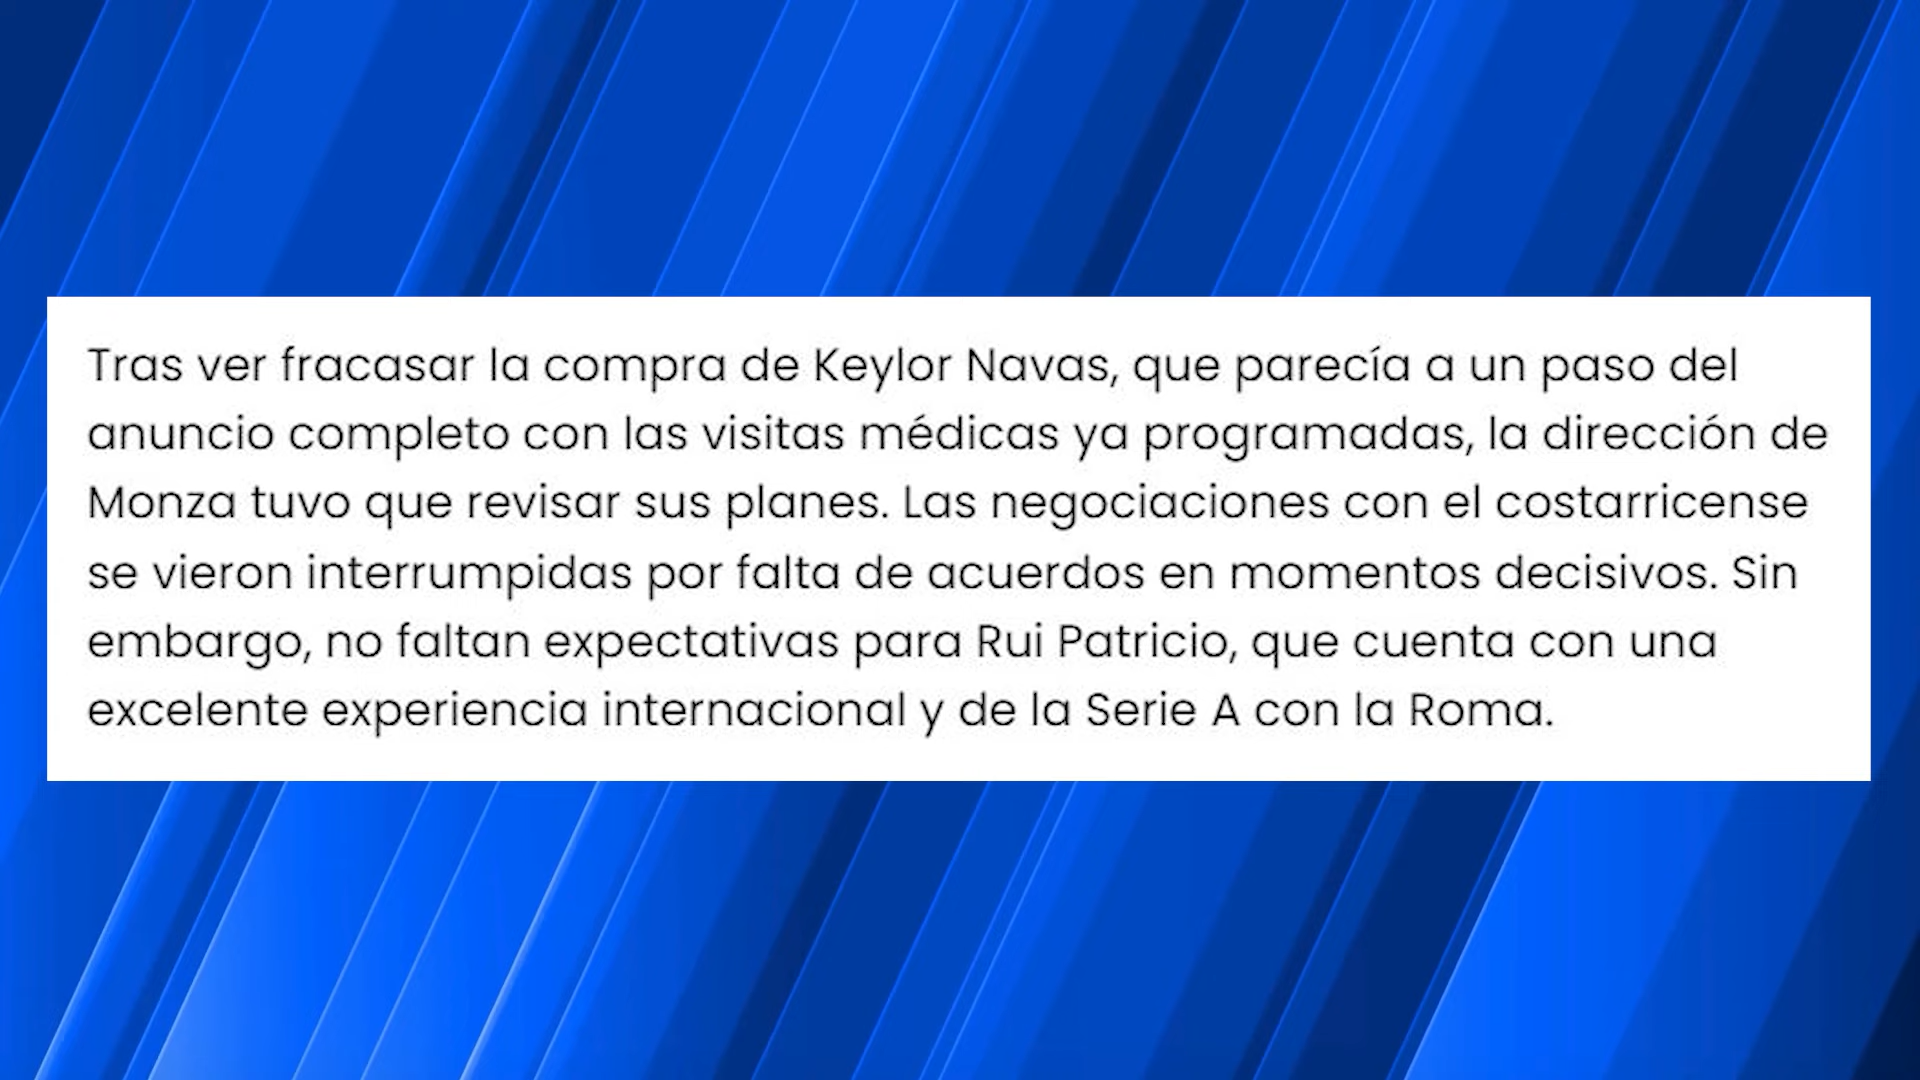 Tras ver fracasar la compra de Keylor Navas, que parecía a un paso del
anuncio completo con las visitas médicas ya programadas, la dirección de
Monza tuvo que revisar sus planes. Las negociaciones con el costarricense
se vieron interrumpidas por falta de acuerdos en momentos decisivos. Sin
embargo, no faltan expectativas para Rui Patricio, que cuenta con una
excelente experiencia internacional y de la Serie A con la Roma.